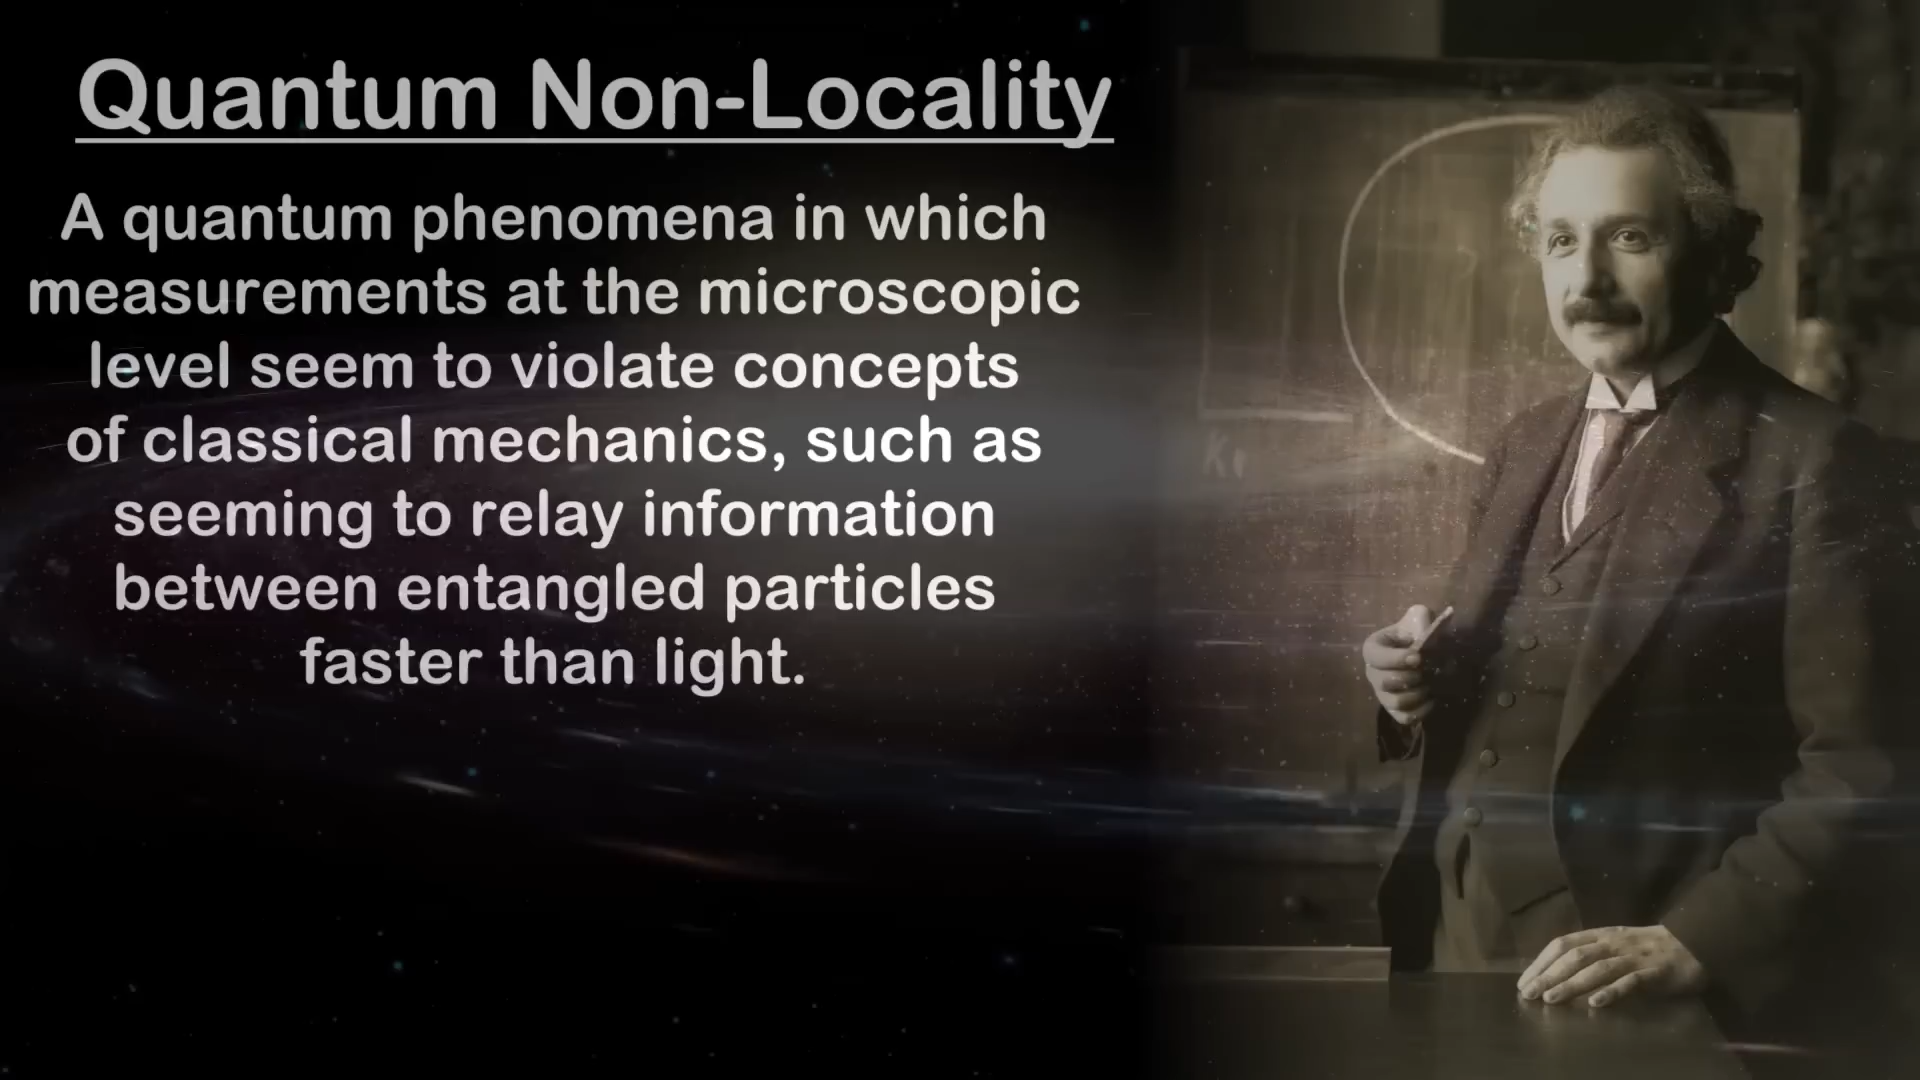 Quantum Non-Locality
A quantum phenomena in which
measurements at the microscopic
level seem to violate concepts
of classical mechanics, such as
seeming to relay information
between entangled particles
faster than light.